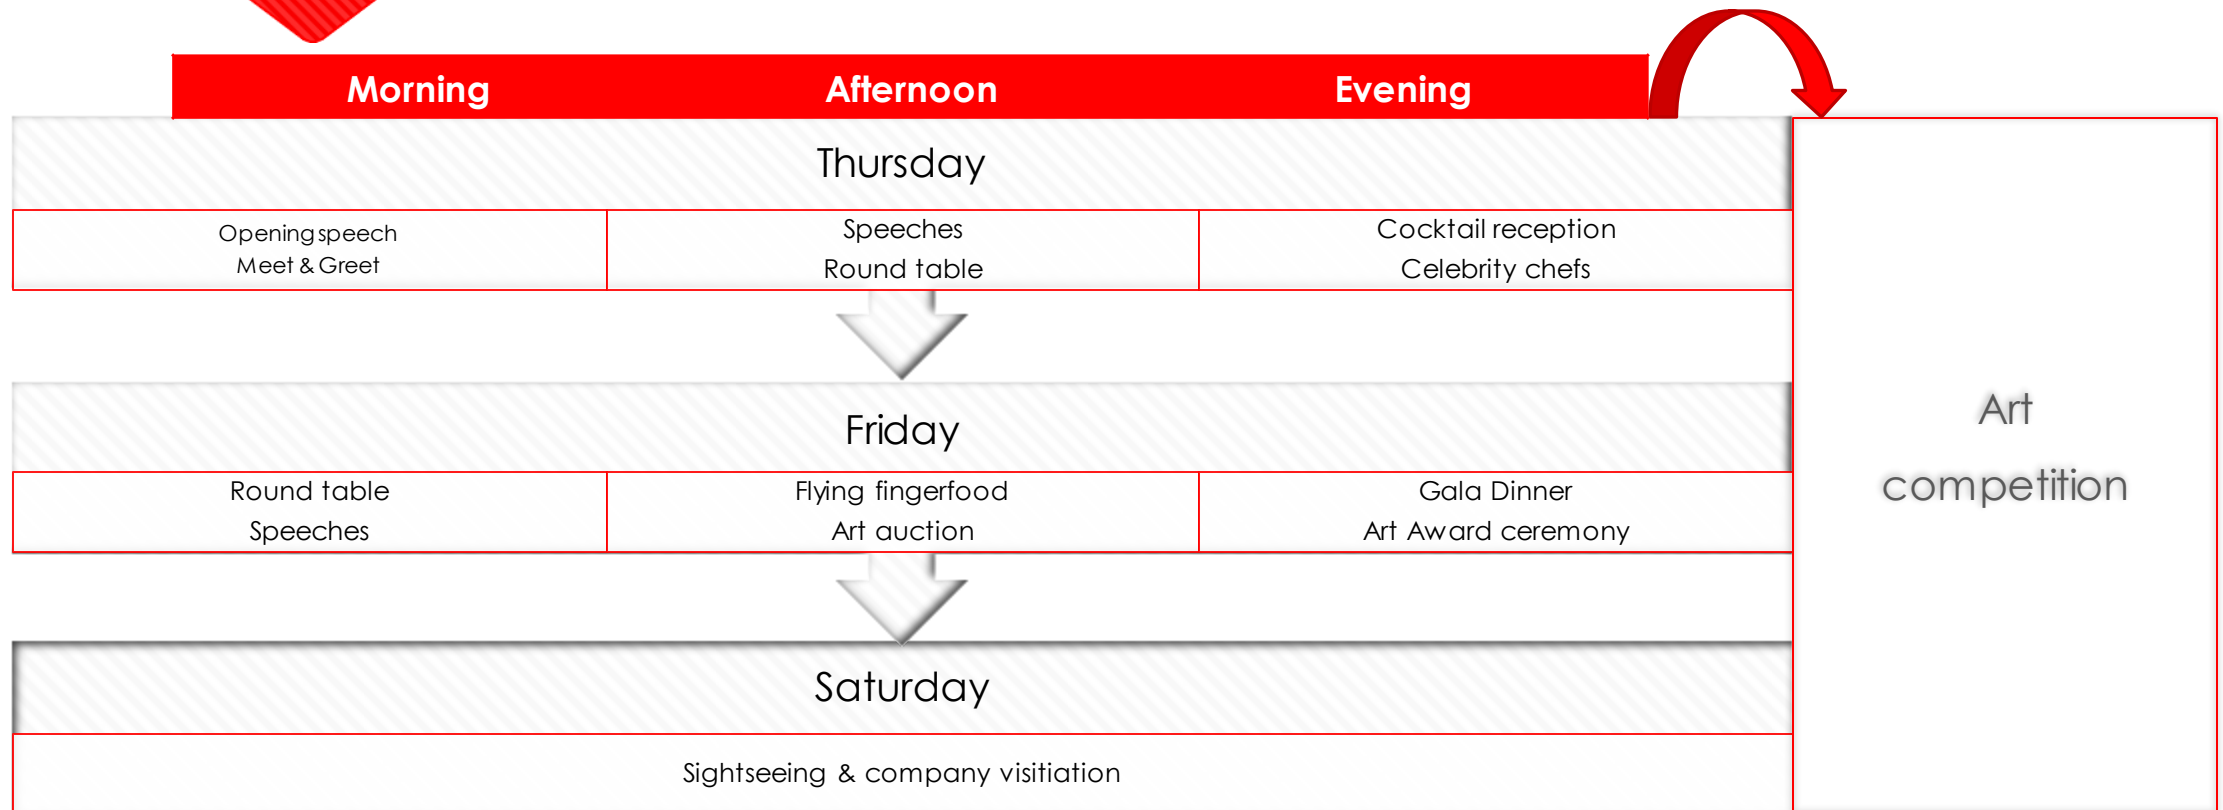 Morning Afternoon Evening
Thursday
Opening speech
Meet & Greet
Speeches
Round table
Cocktail reception
Celebrity chefs
Friday
Round table
Speeches
Flying fingerfood
Art auction
Gala Dinner
Art Award ceremony
Saturday
Sightseeing & company visitiation
Art
competition